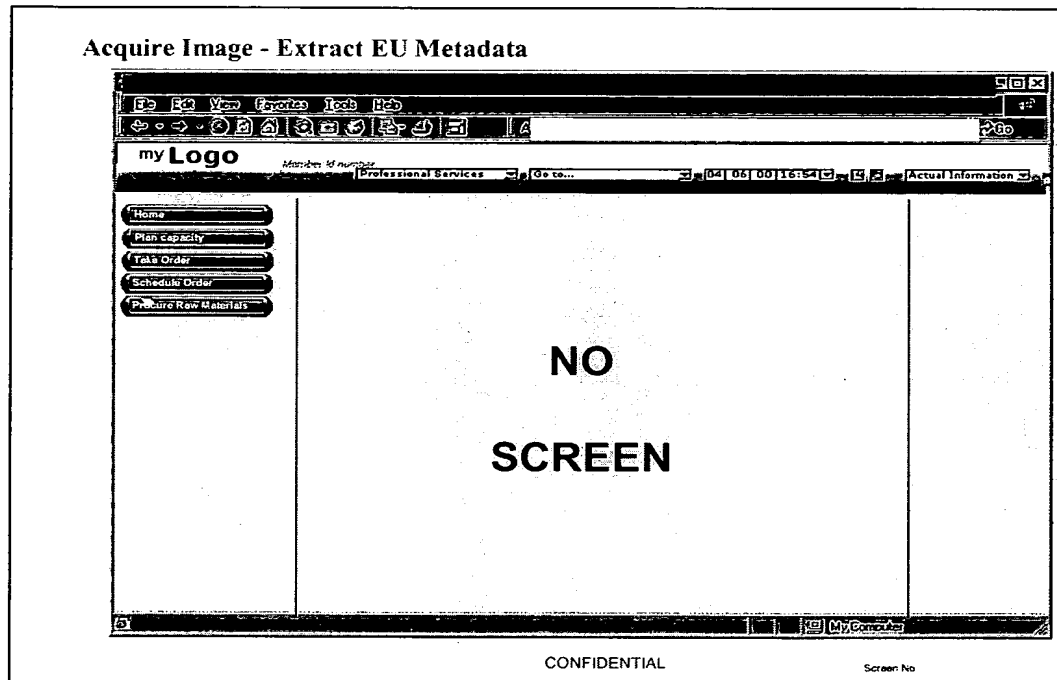 Acquire Image - Extract EU Metadata
File Edit View Favorites Tools Help
Go
my Logo
Member Id number
Professional Services Go to... 04 06 00 16:54 Actual Information
Home
Plan capacity
Take Order
Schedule Order
Procure Raw Materials
NO
SCREEN
My Computer
CONFIDENTIAL
Screen No